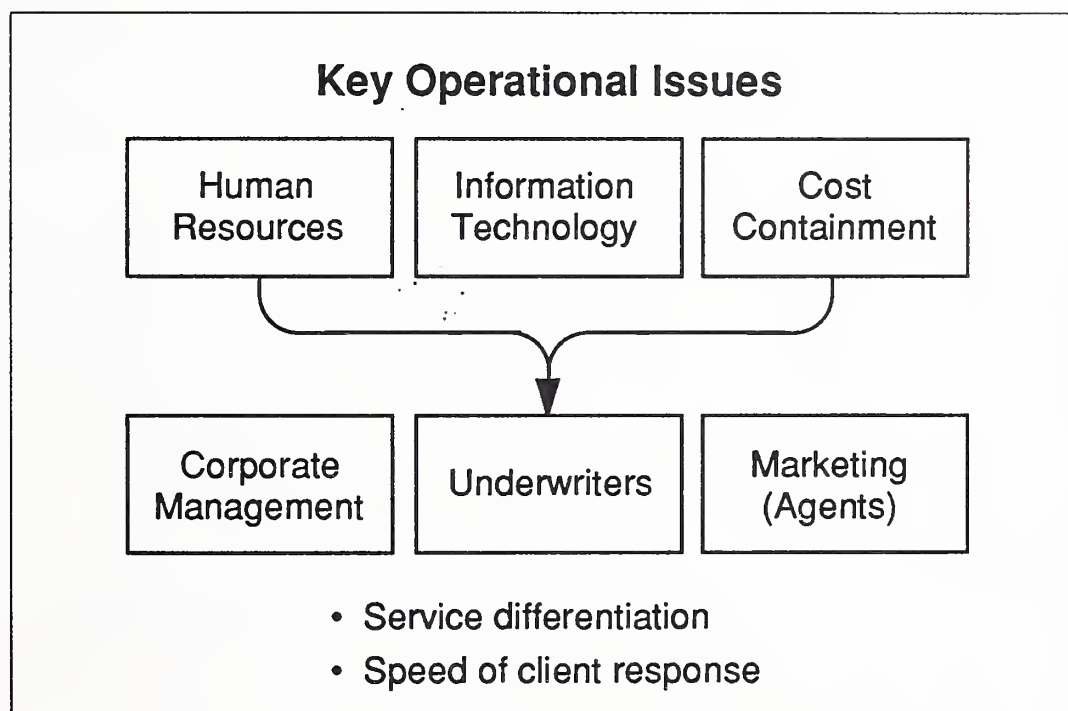 Key Operational Issues
Human
Resources
Information
Technology
Cost
Containment
Corporate
Management
Underwriters
Marketing
(Agents)
• Service differentiation
• Speed of client response